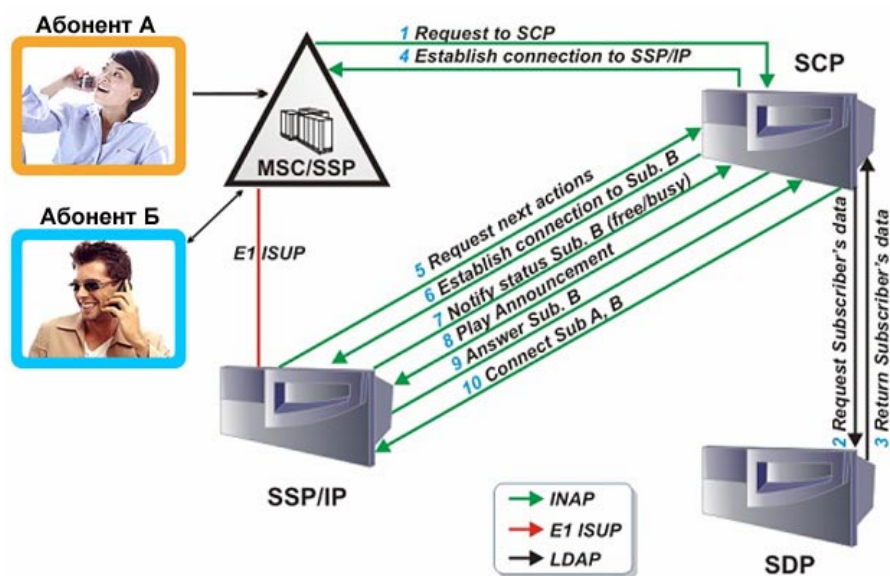 Абонент А
1 Request to SCP
4 Establish connection to SSP/IP
SCP
MSC/SSP
Абонент Б
E1 ISUP
5 Request next actions
6 Establish connection to Sub. B
7 Notify status Sub. B (free/busy)
8 Play Announcement
9 Answer Sub. B
10 Connect Sub A, B
2 Request Subscriber's data
3 Return Subscriber's data
SSP/IP
INAP
E1 ISUP
LDAP
SDP